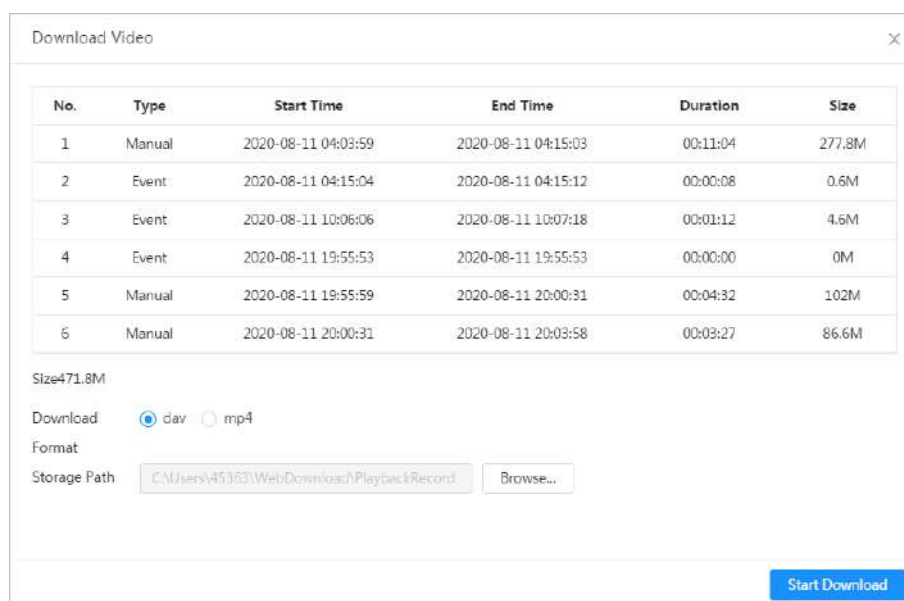 Download Video
No. Type Start Time End Time Duration Size
1 Manual 2020-08-11 04:03:59 2020-08-11 04:15:03 00:11:04 277.8M
2 Event 2020-08-11 04:15:04 2020-08-11 04:15:12 00:00:08 0.6M
3 Event 2020-08-11 10:06:06 2020-08-11 10:07:18 00:01:12 4.6M
4 Event 2020-08-11 19:55:53 2020-08-11 19:55:53 00:00:00 0M
5 Manual 2020-08-11 19:55:59 2020-08-11 20:00:31 00:04:32 102M
6 Manual 2020-08-11 20:00:31 2020-08-11 20:03:58 00:03:27 86.6M
Size471.8M
Download dav mp4
Format
Storage Path C:\Users\45363\WebDownload\PlaybackRecord Browse...
Start Download